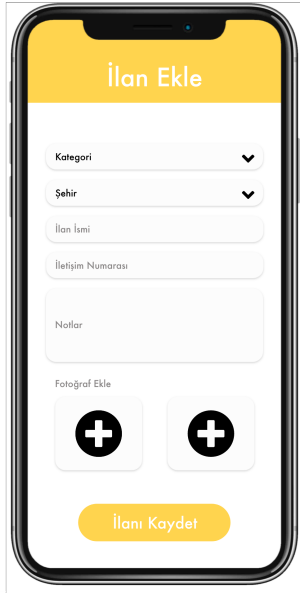 İlan Ekle
Kategori
Şehir
İlan İsmi
İletişim Numarası
Notlar
Fotoğraf Ekle
İlanı Kaydet